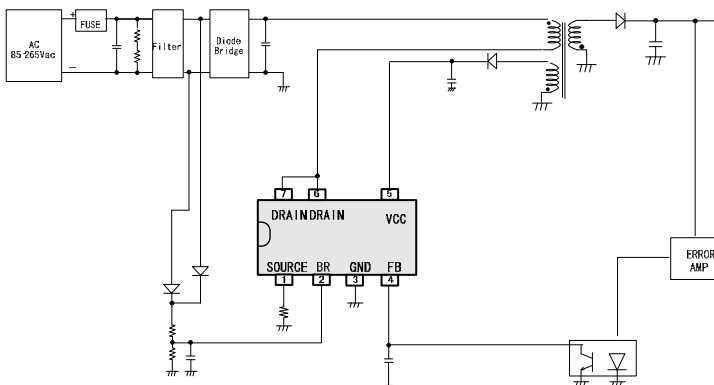 AC
85-265Vac
+
−
FUSE
Filter
Diode
Bridge
7
6
5
DRAIN
DRAIN
VCC
SOURCE
BR
GND
FB
1
2
3
4
ERROR
AMP